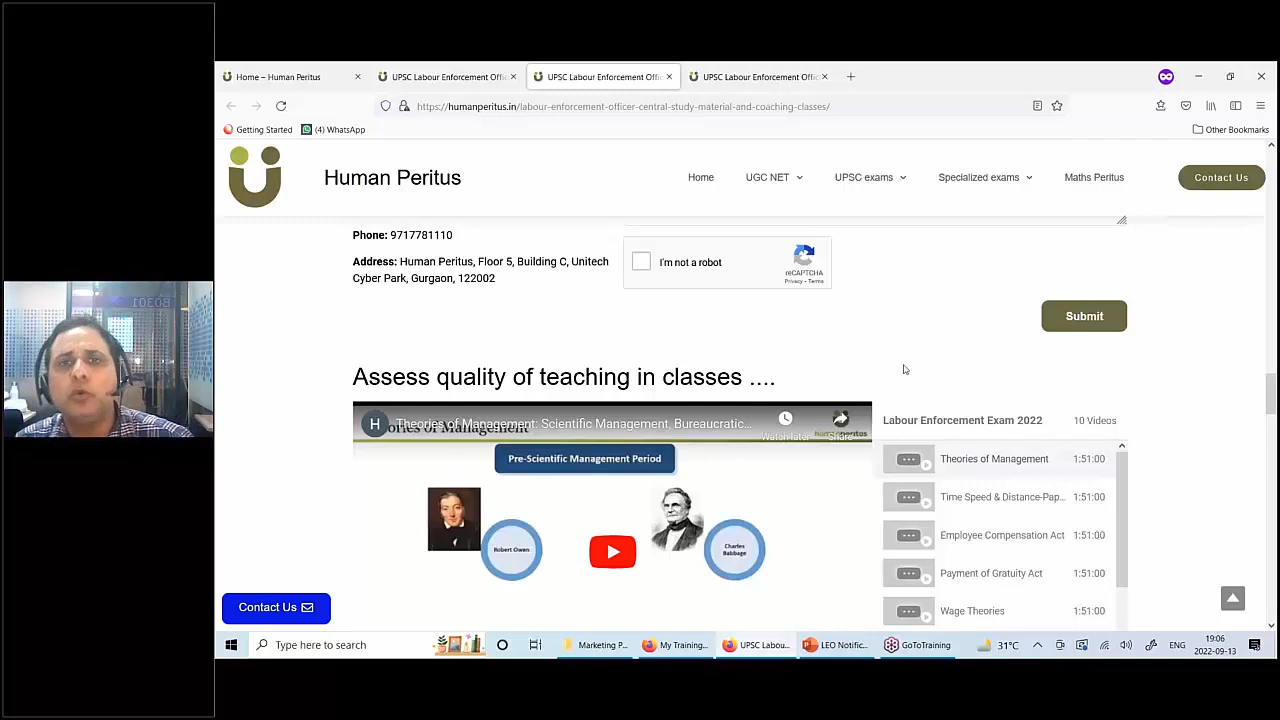 Home – Human Peritus
UPSC Labour Enforcement Offic
UPSC Labour Enforcement Offic
UPSC Labour Enforcement Offic
https://humanperitus.in/labour-enforcement-officer-central-study-material-and-coaching-classes/
Getting Started
(4) WhatsApp
Other Bookmarks
Human Peritus
Home
UGC NET
UPSC exams
Specialized exams
Maths Peritus
Contact Us
Phone: 9717781110
Address: Human Peritus, Floor 5, Building C, Unitech
Cyber Park, Gurgaon, 122002
I'm not a robot
reCAPTCHA
Privacy - Terms
Submit
Assess quality of teaching in classes ....
H
Theories of Management: Scientific Management, Bureaucratic...
Watch later
Share
Pre-Scientific Management Period
Robert Owen
Charles
Babbage
Labour Enforcement Exam 2022
10 Videos
Theories of Management
1:51:00
Time Speed & Distance-Pap...
1:51:00
Employee Compensation Act
1:51:00
Payment of Gratuity Act
1:51:00
Wage Theories
1:51:00
Contact Us
Type here to search
Marketing P...
My Training...
UPSC Labou...
LEO Notific...
GoToTraining
31°C
ENG
19:06
2022-09-13